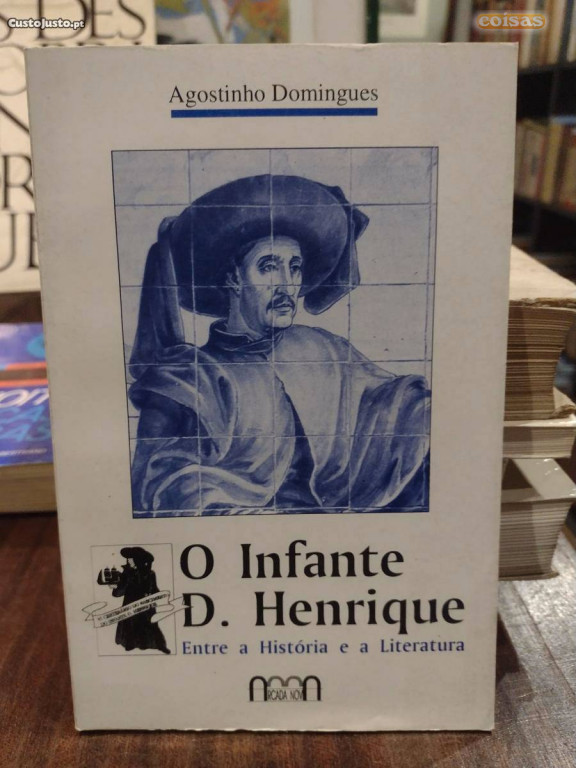 CustoJusto.pt
coisas
Agostinho Domingues
O Infante
D. Henrique
Entre a História e a Literatura
ARCADA NOVA